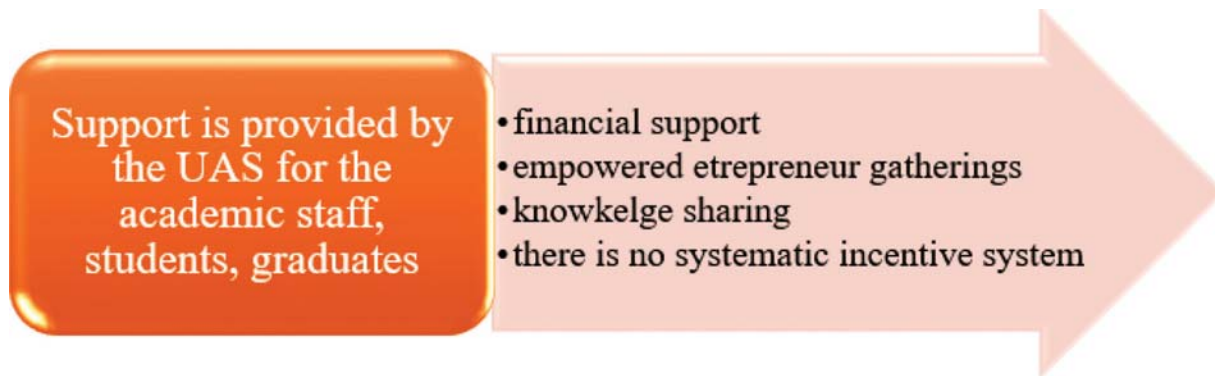 Support is provided by
the UAS for the
academic staff,
students, graduates
•financial support
•empowered etrepreneur gatherings
•knowkelge sharing
•there is no systematic incentive system